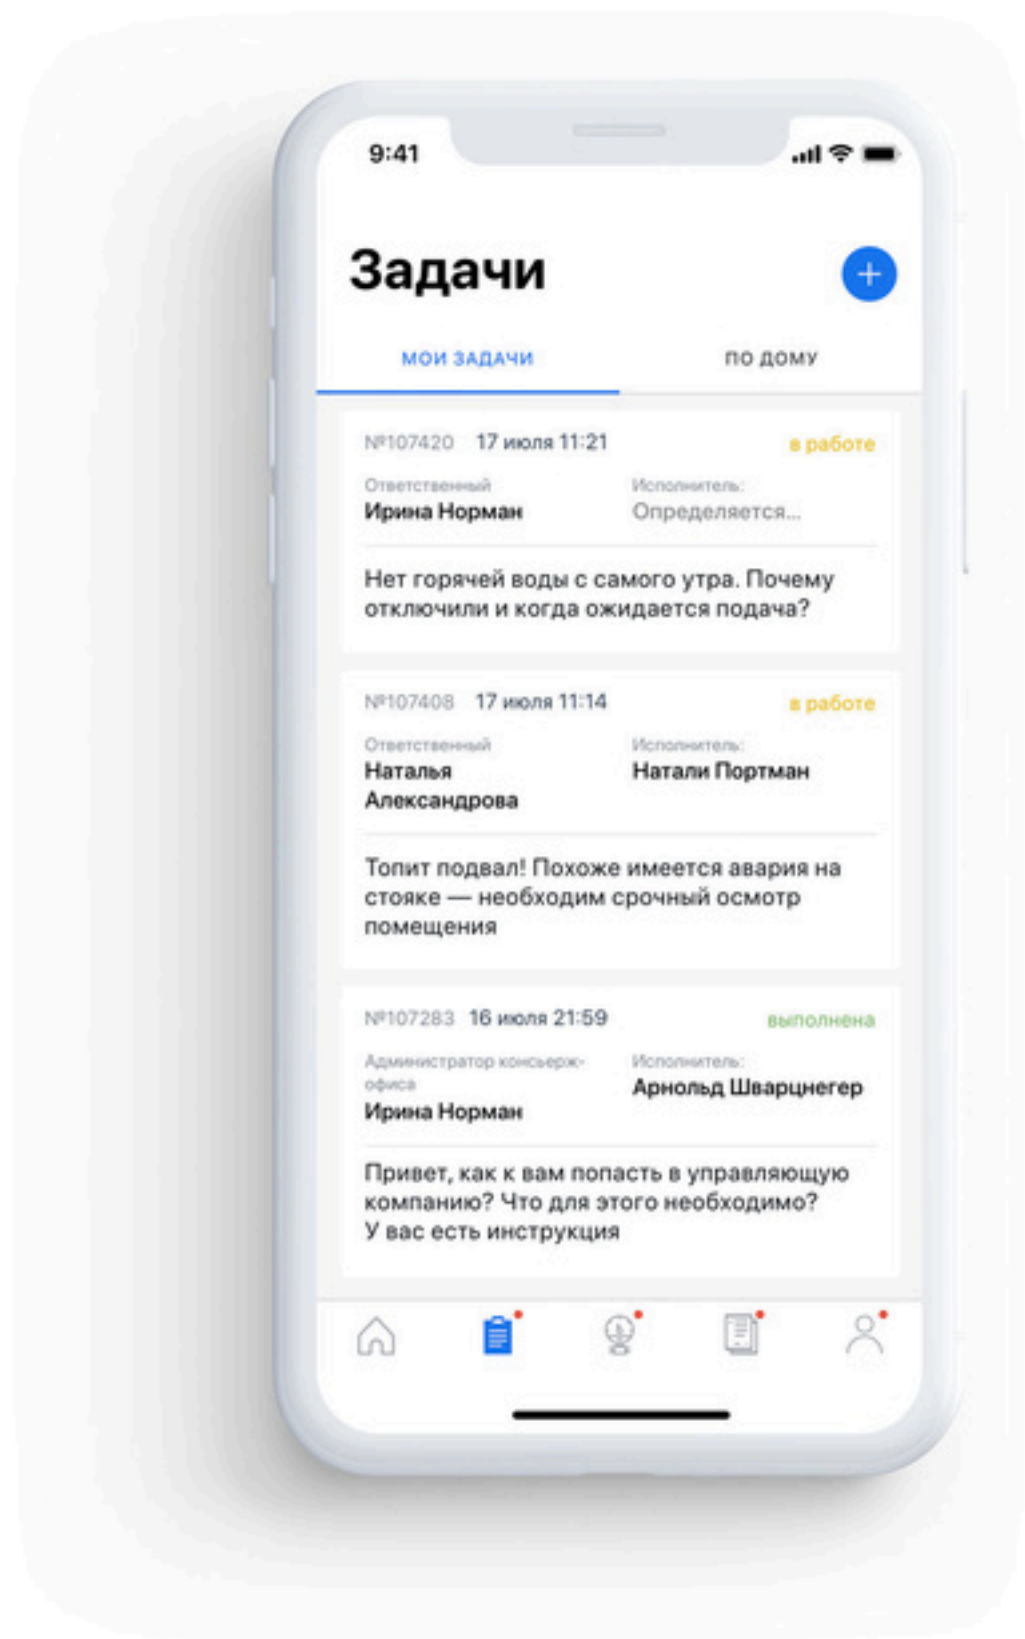 9:41
Задачи
МОИ ЗАДАЧИ
ПО ДОМУ
№107420 17 июля 11:21 в работе
Ответственный Исполнитель:
Ирина Норман Определяется...
Нет горячей воды с самого утра. Почему
отключили и когда ожидается подача?
№107408 17 июля 11:14 в работе
Ответственный Исполнитель:
Наталья Натали Портман
Александрова
Топит подвал! Похоже имеется авария на
стояке — необходим срочный осмотр
помещения
№107283 16 июля 21:59 выполнена
Администратор консьерж- Исполнитель:
офиса Арнольд Шварцнегер
Ирина Норман
Привет, как к вам попасть в управляющую
компанию? Что для этого необходимо?
У вас есть инструкция